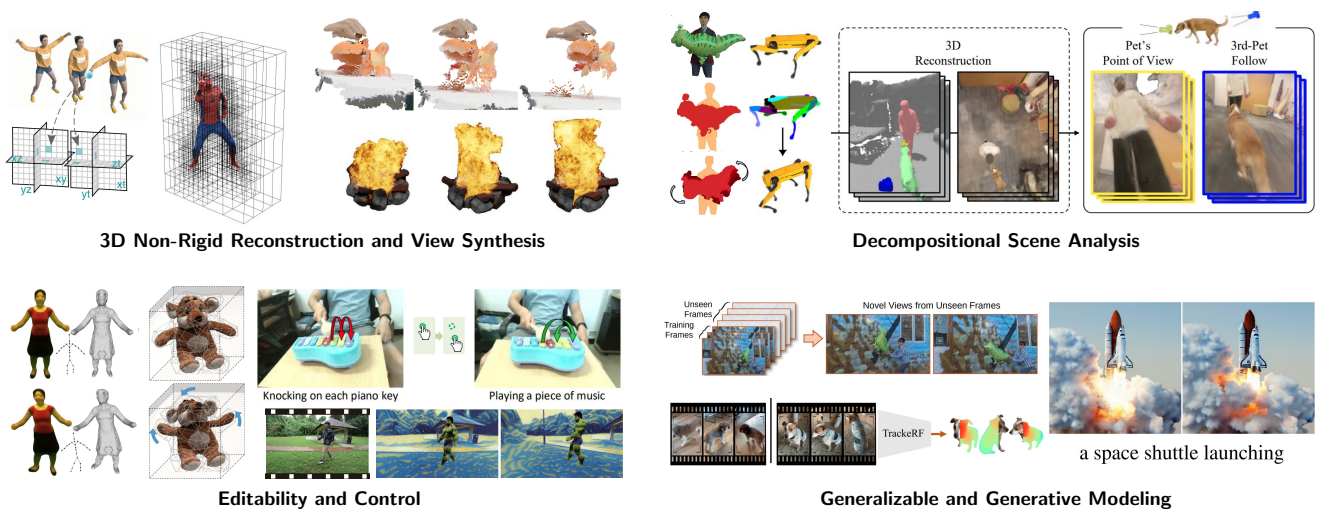 xz
yz
xy
yt
zt
xt
3D Non-Rigid Reconstruction and View Synthesis
3D
Reconstruction
Pet's
Point of View
3rd-Pet
Follow
Decompositional Scene Analysis
Knocking on each piano key
Playing a piece of music
Editability and Control
Unseen
Frames
Training
Frames
Novel Views from Unseen Frames
TrackeRF
a space shuttle launching
Generalizable and Generative Modeling